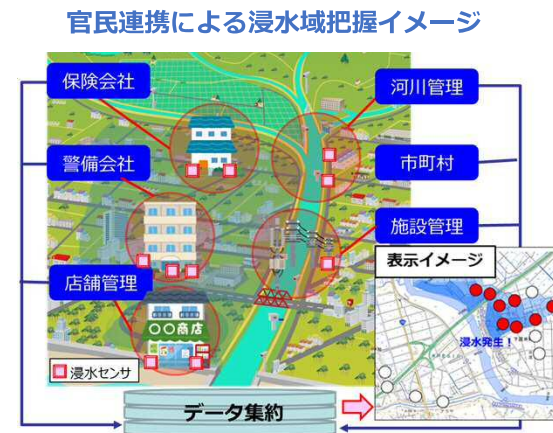 官民連携による浸水域把握イメージ
保険会社
河川管理
警備会社
市町村
施設管理
店舗管理
表示イメージ
〇〇商店
浸水発生！
浸水センサ
データ集約